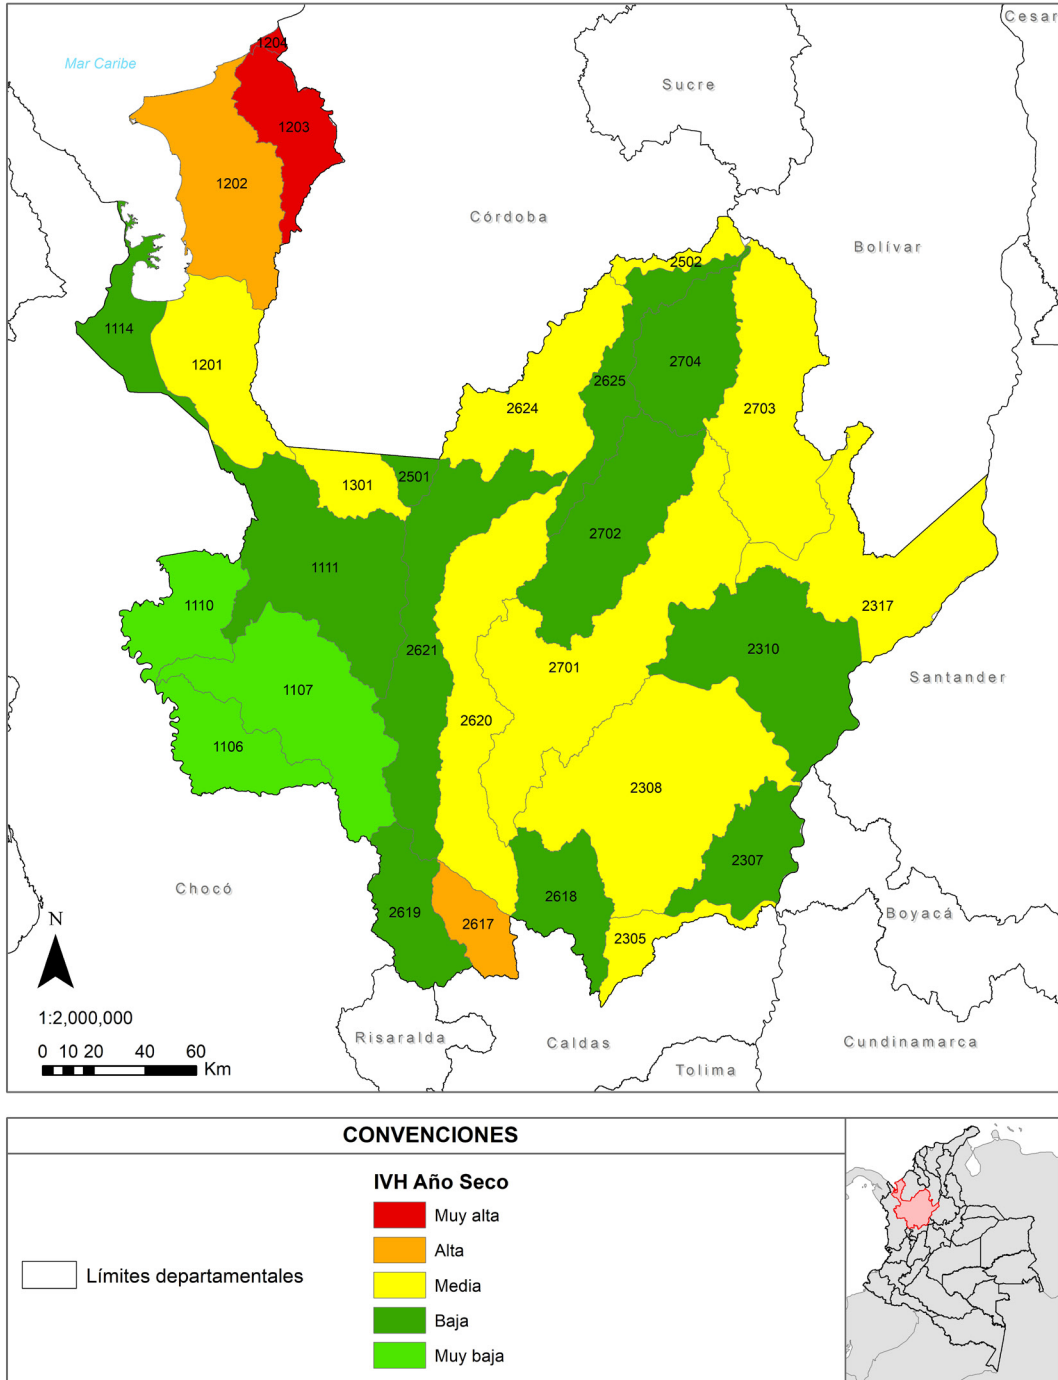 Cesar
1204
Mar Caribe
Sucre
1203
1202
Córdoba
Bolívar
2502
1114
1201
2704
2625
2624
2703
2501
1301
2702
1111
1110
2317
2621
2310
2701
Santander
1107
2620
1106
2308
2307
Chocó
2618
2619
Boyacá
N
2617
2305
1:2,000,000
Risaralda
Caldas
Cundinamarca
0 10 20 40 60
Km
Tolima
CONVENCIONES
IVH Año Seco
Muy alta
Alta
Límites departamentales
Media
Baja
Muy baja